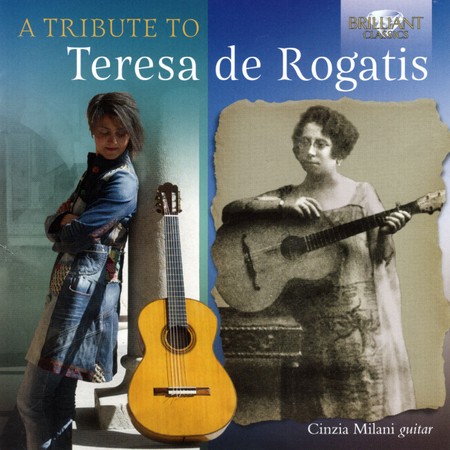 A TRIBUTE TO
Teresa de Rogatis
BRILLIANT
CLASSICS
Cinzia Milani guitar